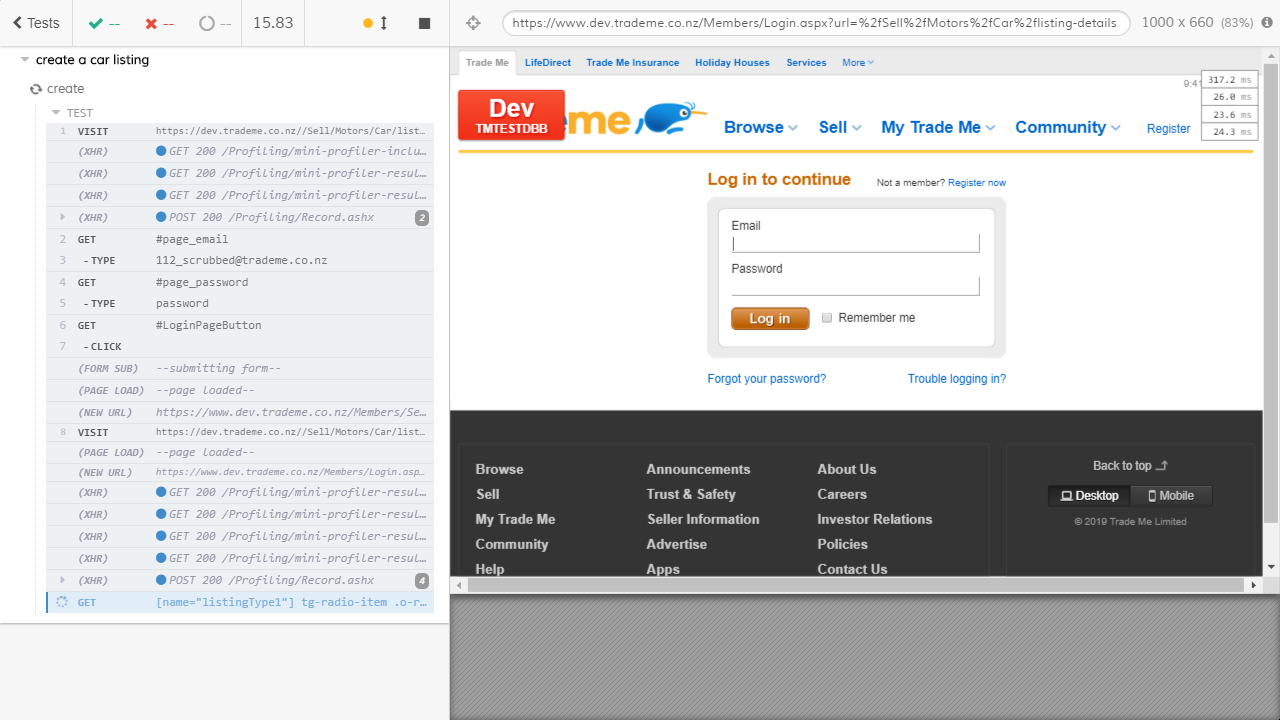 Tests
--
--
--
15.83
https://www.dev.trademe.co.nz/Members/Login.aspx?url=%2fSell%2fMotors%2fCar%2flisting-details
1000 x 660 (83%)
create a car listing
create
TEST
1 VISIT https://dev.trademe.co.nz//Sell/Motors/Car/list…
(XHR) GET 200 /Profiling/mini-profiler-inclu…
(XHR) GET 200 /Profiling/mini-profiler-resul…
(XHR) GET 200 /Profiling/mini-profiler-resul…
(XHR) POST 200 /Profiling/Record.ashx 2
2 GET #page_email
3 - TYPE 112_scrubbed@trademe.co.nz
4 GET #page_password
5 - TYPE password
6 GET #LoginPageButton
7 - CLICK
(FORM SUB) --submitting form--
(PAGE LOAD) --page loaded--
(NEW URL) https://www.dev.trademe.co.nz/Members/Se…
8 VISIT https://dev.trademe.co.nz//Sell/Motors/Car/list…
(PAGE LOAD) --page loaded--
(NEW URL) https://www.dev.trademe.co.nz/Members/Login.asp…
(XHR) GET 200 /Profiling/mini-profiler-resul…
(XHR) GET 200 /Profiling/mini-profiler-resul…
(XHR) GET 200 /Profiling/mini-profiler-resul…
(XHR) GET 200 /Profiling/mini-profiler-resul…
(XHR) POST 200 /Profiling/Record.ashx 4
GET [name="listingType1"] tg-radio-item .o-r…
Trade Me LifeDirect Trade Me Insurance Holiday Houses Services More
9:41
317.2 ms
26.0 ms
23.6 ms
24.3 ms
Dev
TMTESTDBB
me
Browse Sell My Trade Me Community Register
Log in to continue Not a member? Register now
Email
Password
Log in Remember me
Forgot your password? Trouble logging in?
Browse Announcements About Us
Sell Trust & Safety Careers
My Trade Me Seller Information Investor Relations
Community Advertise Policies
Help Apps Contact Us
Back to top
Desktop Mobile
© 2019 Trade Me Limited